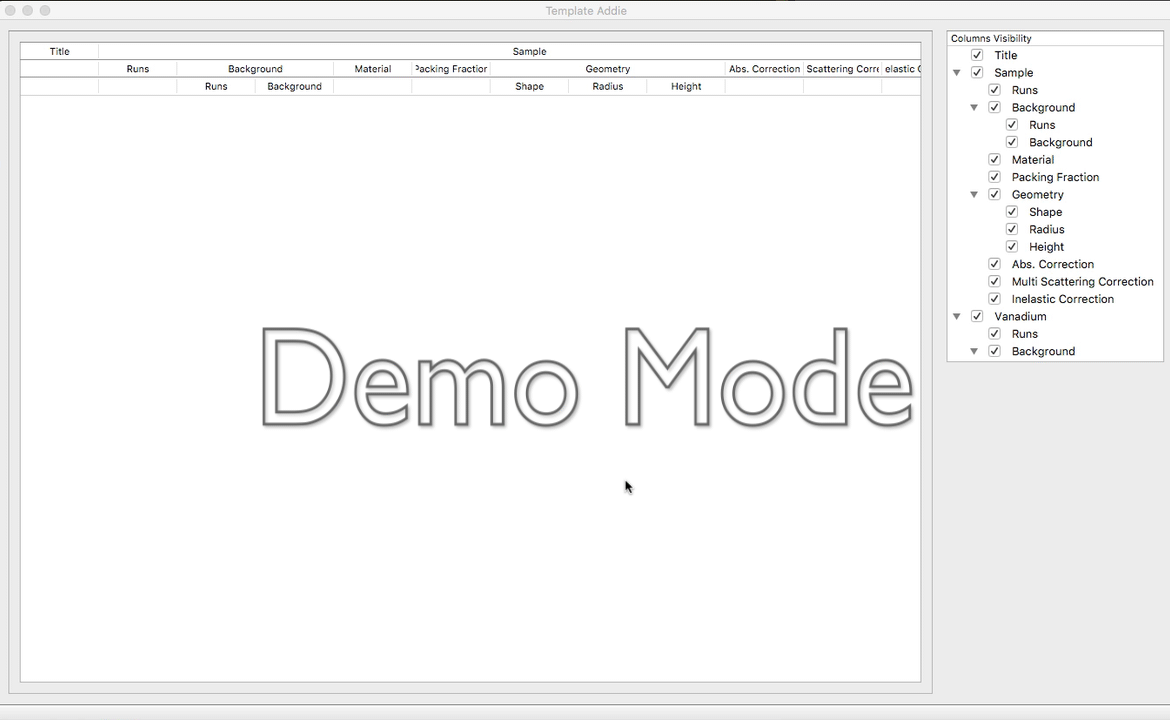 Template Addie
Title Sample
Runs Background Material Packing Fraction Geometry Abs. Correction Scattering Corre elastic C
Runs Background Shape Radius Height
Demo Mode
Columns Visibility
Title
Sample
Runs
Background
Runs
Background
Material
Packing Fraction
Geometry
Shape
Radius
Height
Abs. Correction
Multi Scattering Correction
Inelastic Correction
Vanadium
Runs
Background